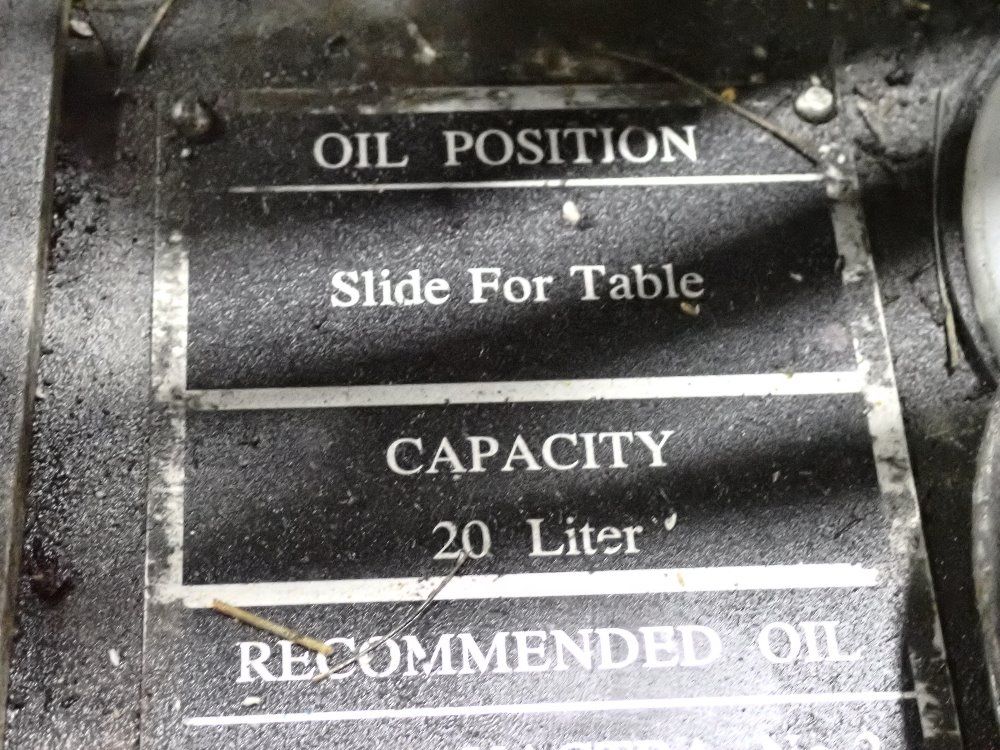 OIL POSITION
Slide For Table
CAPACITY
20 Liter
RECOMMENDED OIL